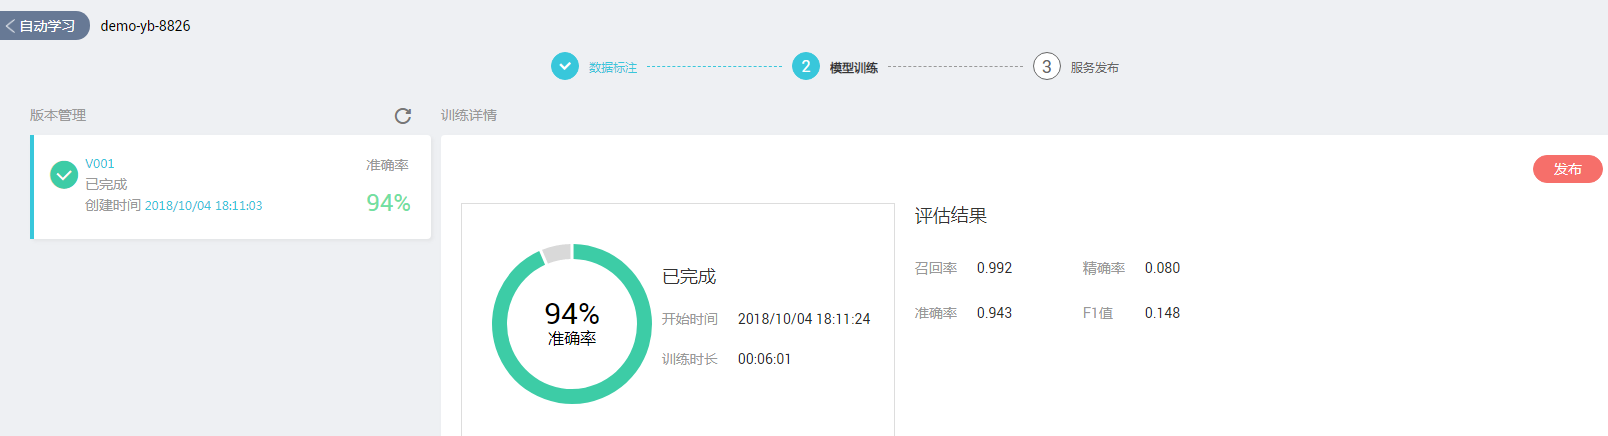 自动学习 demo-yb-8826
数据标注 2 模型训练 3 服务发布
版本管理
V001
已完成
创建时间 2018/10/04 18:11:03
准确率
94%
训练详情
发布
94%
准确率
已完成
开始时间 2018/10/04 18:11:24
训练时长 00:06:01
评估结果
召回率 0.992 精确率 0.080
准确率 0.943 F1值 0.148